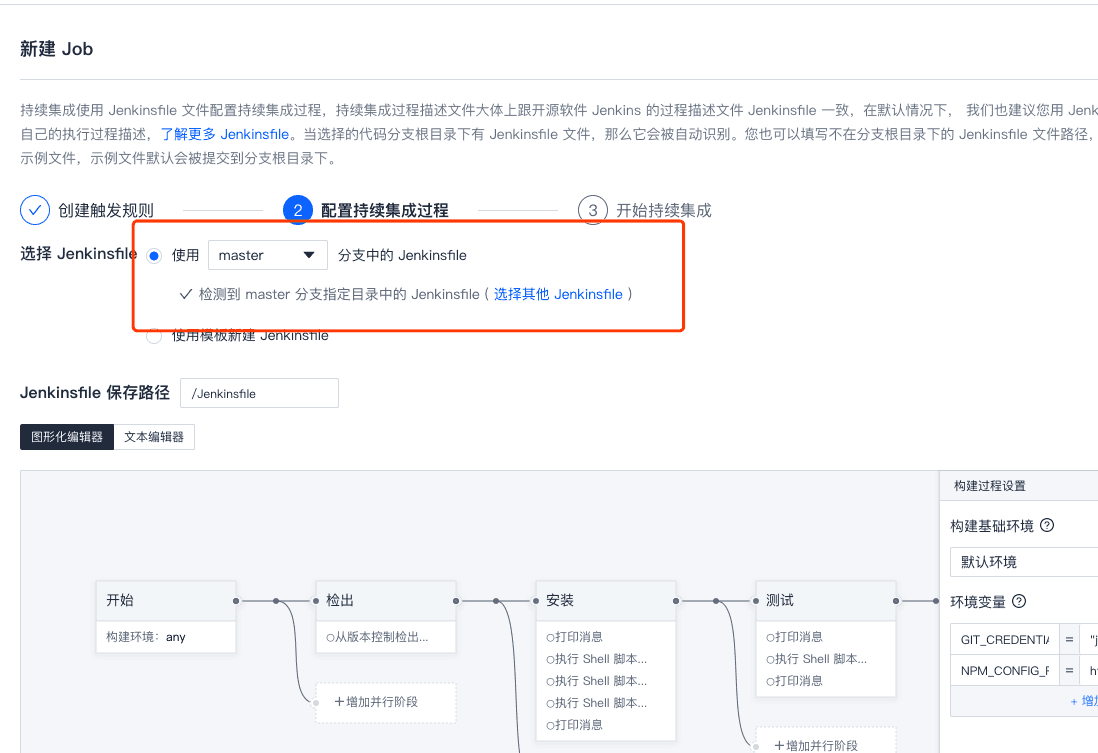 新建 Job
持续集成使用 Jenkinsfile 文件配置持续集成过程，持续集成过程描述文件大体上跟开源软件 Jenkins 的过程描述文件 Jenkinsfile 一致，在默认情况下， 我们也建议您用 Jenk
自己的执行过程描述，了解更多 Jenkinsfile。当选择的代码分支根目录下有 Jenkinsfile 文件，那么它会被自动识别。您也可以填写不在分支根目录下的 Jenkinsfile 文件路径，
示例文件，示例文件默认会被提交到分支根目录下。
创建触发规则 2 配置持续集成过程 3 开始持续集成
选择 Jenkinsfile 使用 master 分支中的 Jenkinsfile
检测到 master 分支指定目录中的 Jenkinsfile ( 选择其他 Jenkinsfile )
使用模板新建 Jenkinsfile
Jenkinsfile 保存路径 /Jenkinsfile
图形化编辑器 文本编辑器
构建过程设置
构建基础环境 ?
默认环境
环境变量 ?
GIT_CREDENTIA = "j
NPM_CONFIG_F = h
+ 增加
开始
构建环境：any
检出
从版本控制检出...
+增加并行阶段
安装
打印消息
执行 Shell 脚本...
执行 Shell 脚本...
执行 Shell 脚本...
打印消息
测试
打印消息
执行 Shell 脚本...
打印消息
+增加并行阶段